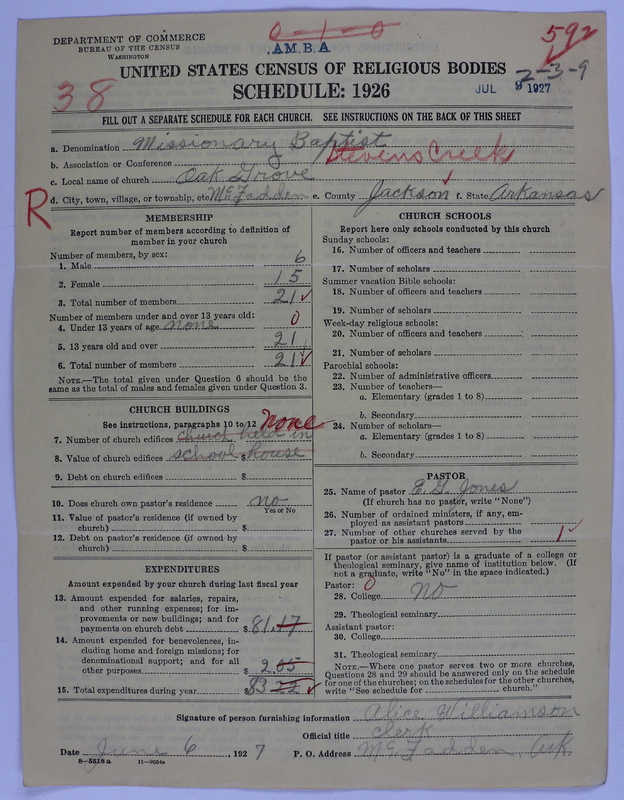 0-1-0
DEPARTMENT OF COMMERCE
BUREAU OF THE CENSUS
WASHINGTON
A.M.B.A.
592
UNITED STATES CENSUS OF RELIGIOUS BODIES
2-3-9
38
SCHEDULE: 1926
JUL 9 1927
FILL OUT A SEPARATE SCHEDULE FOR EACH CHURCH. SEE INSTRUCTIONS ON THE BACK OF THIS SHEET
a. Denomination Missionary Baptist
b. Association or Conference Stevens Creek
c. Local name of church Oak Grove
R
d. City, town, village, or township, etc. McFadden e. County Jackson ✓ f. State Arkansas
MEMBERSHIP
Report number of members according to definition of
member in your church
Number of members, by sex:
1. Male 6
2. Female 15
3. Total number of members 21 ✓
Number of members under and over 13 years old:
4. Under 13 years of age none 0
5. 13 years old and over 21
6. Total number of members 21 ✓
NOTE.—The total given under Question 6 should be the
same as the total of males and females given under Question 3.
CHURCH BUILDINGS
See instructions, paragraphs 10 to 12 none
7. Number of church edifices church held in
8. Value of church edifices school house
9. Debt on church edifices $
10. Does church own pastor's residence no
Yes or No
11. Value of pastor's residence (if owned by
church) $
12. Debt on pastor's residence (if owned by
church) $
EXPENDITURES
Amount expended by your church during last fiscal year
13. Amount expended for salaries, repairs,
and other running expenses; for im-
provements or new buildings; and for
payments on church debt $ 81.17
14. Amount expended for benevolences, in-
cluding home and foreign missions; for
denominational support; and for all
other purposes $ 2.05
15. Total expenditures during year $ 83.22 ✓
CHURCH SCHOOLS
Report here only schools conducted by this church
Sunday schools:
16. Number of officers and teachers
17. Number of scholars
Summer vacation Bible schools:
18. Number of officers and teachers
19. Number of scholars
Week-day religious schools:
20. Number of officers and teachers
21. Number of scholars
Parochial schools:
22. Number of administrative officers
23. Number of teachers—
a. Elementary (grades 1 to 8)
b. Secondary
24. Number of scholars—
a. Elementary (grades 1 to 8)
b. Secondary
PASTOR
25. Name of pastor E. G. Jones
(If church has no pastor, write "None")
26. Number of ordained ministers, if any, em-
ployed as assistant pastors
27. Number of other churches served by the
pastor or his assistants 1 ✓
If pastor (or assistant pastor) is a graduate of a college or
theological seminary, give name of institution below. (If
not a graduate, write "No" in the space indicated.)
Pastor: 0
28. College no
29. Theological seminary
Assistant pastor:
30. College
31. Theological seminary
NOTE.—Where one pastor serves two or more churches,
Questions 28 and 29 should be answered only on the schedule
for one of the churches; on the schedules for the other churches,
write "See schedule for church."
Signature of person furnishing information Alice Williamson
Official title Clerk
Date June 6, 1927 P. O. Address McFadden, Ark.
8-5518 a 11-9054a